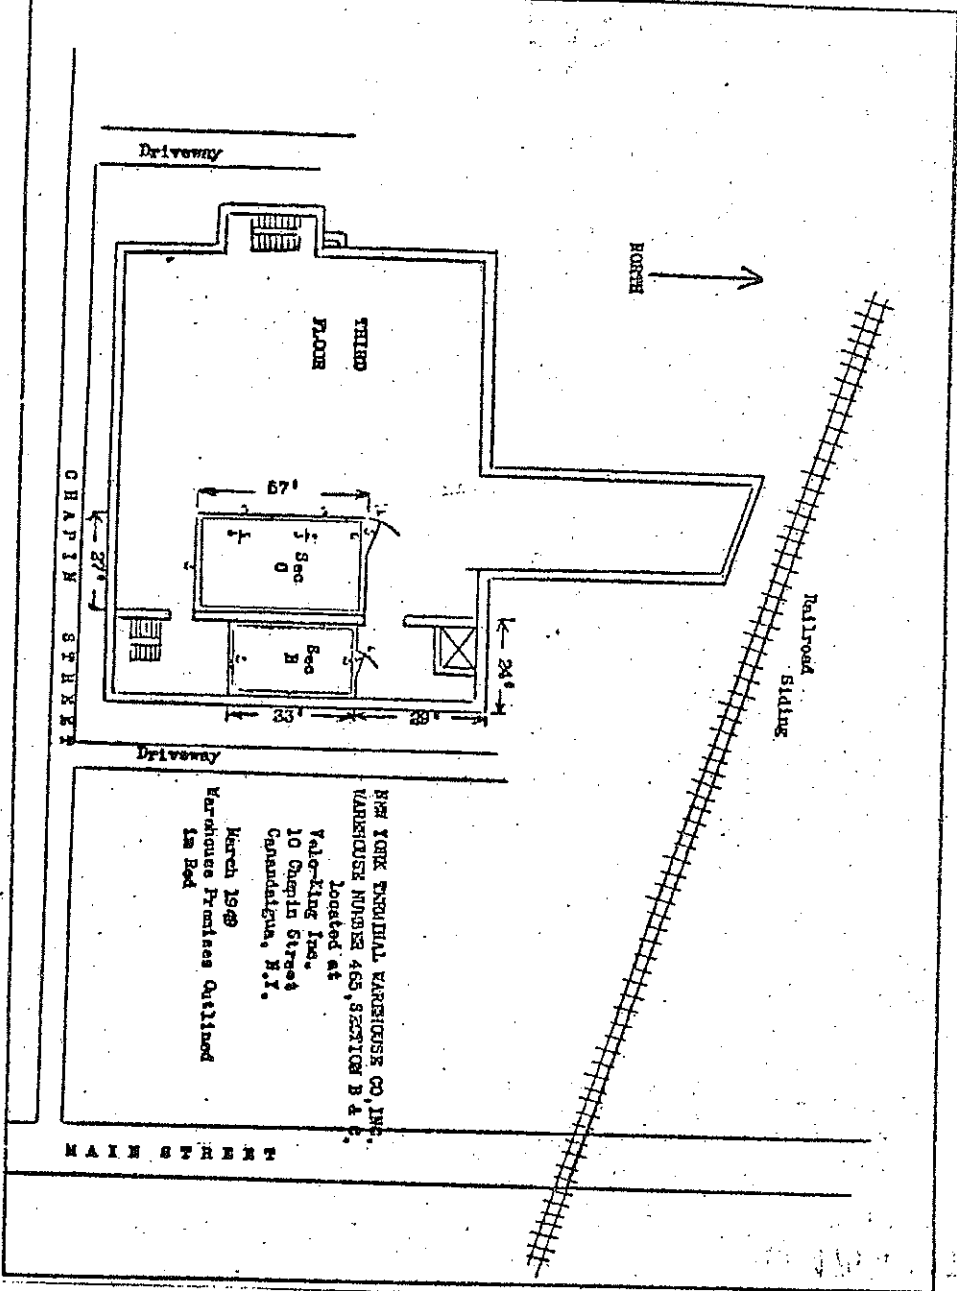 Driveway
NORTH
THIRD
FLOOR
57'
Sec
C
Sec
B
27'
24'
33'
29'
CHAPIN STREET
Railroad
Siding
Driveway
NEW YORK TERMINAL WAREHOUSE CO, INC.
WAREHOUSE NUMBER 465, SECTION B & C,
located at
Valo-King Inc.
10 Chapin Street
Canandaigua, N.Y.
March 1949
Warehouse Premises Outlined
in Red
MAIN STREET